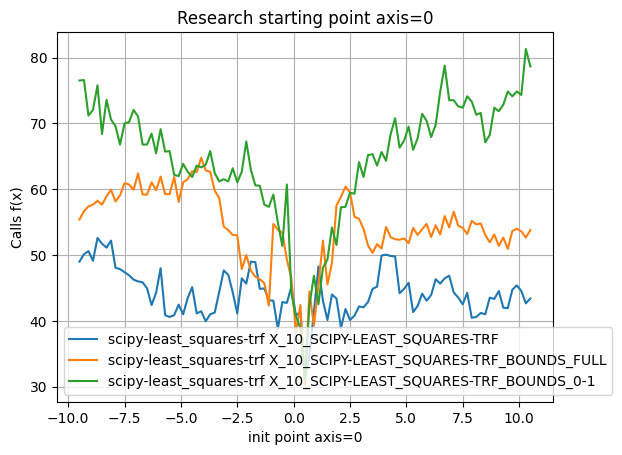 Research starting point axis=0
Calls f(x)
80
70
60
50
40
30
scipy-least_squares-trf X_10_SCIPY-LEAST_SQUARES-TRF
scipy-least_squares-trf X_10_SCIPY-LEAST_SQUARES-TRF_BOUNDS_FULL
scipy-least_squares-trf X_10_SCIPY-LEAST_SQUARES-TRF_BOUNDS_0-1
−10.0 −7.5 −5.0 −2.5 0.0 2.5 5.0 7.5 10.0
init point axis=0